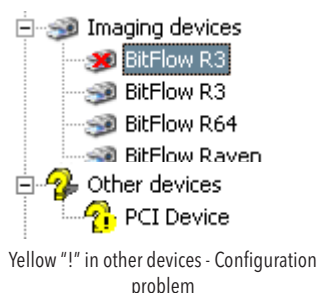 Imaging devices
BitFlow R3
BitFlow R3
BitFlow R64
BitFlow Raven
Other devices
PCI Device
Yellow "!" in other devices - Configuration
problem